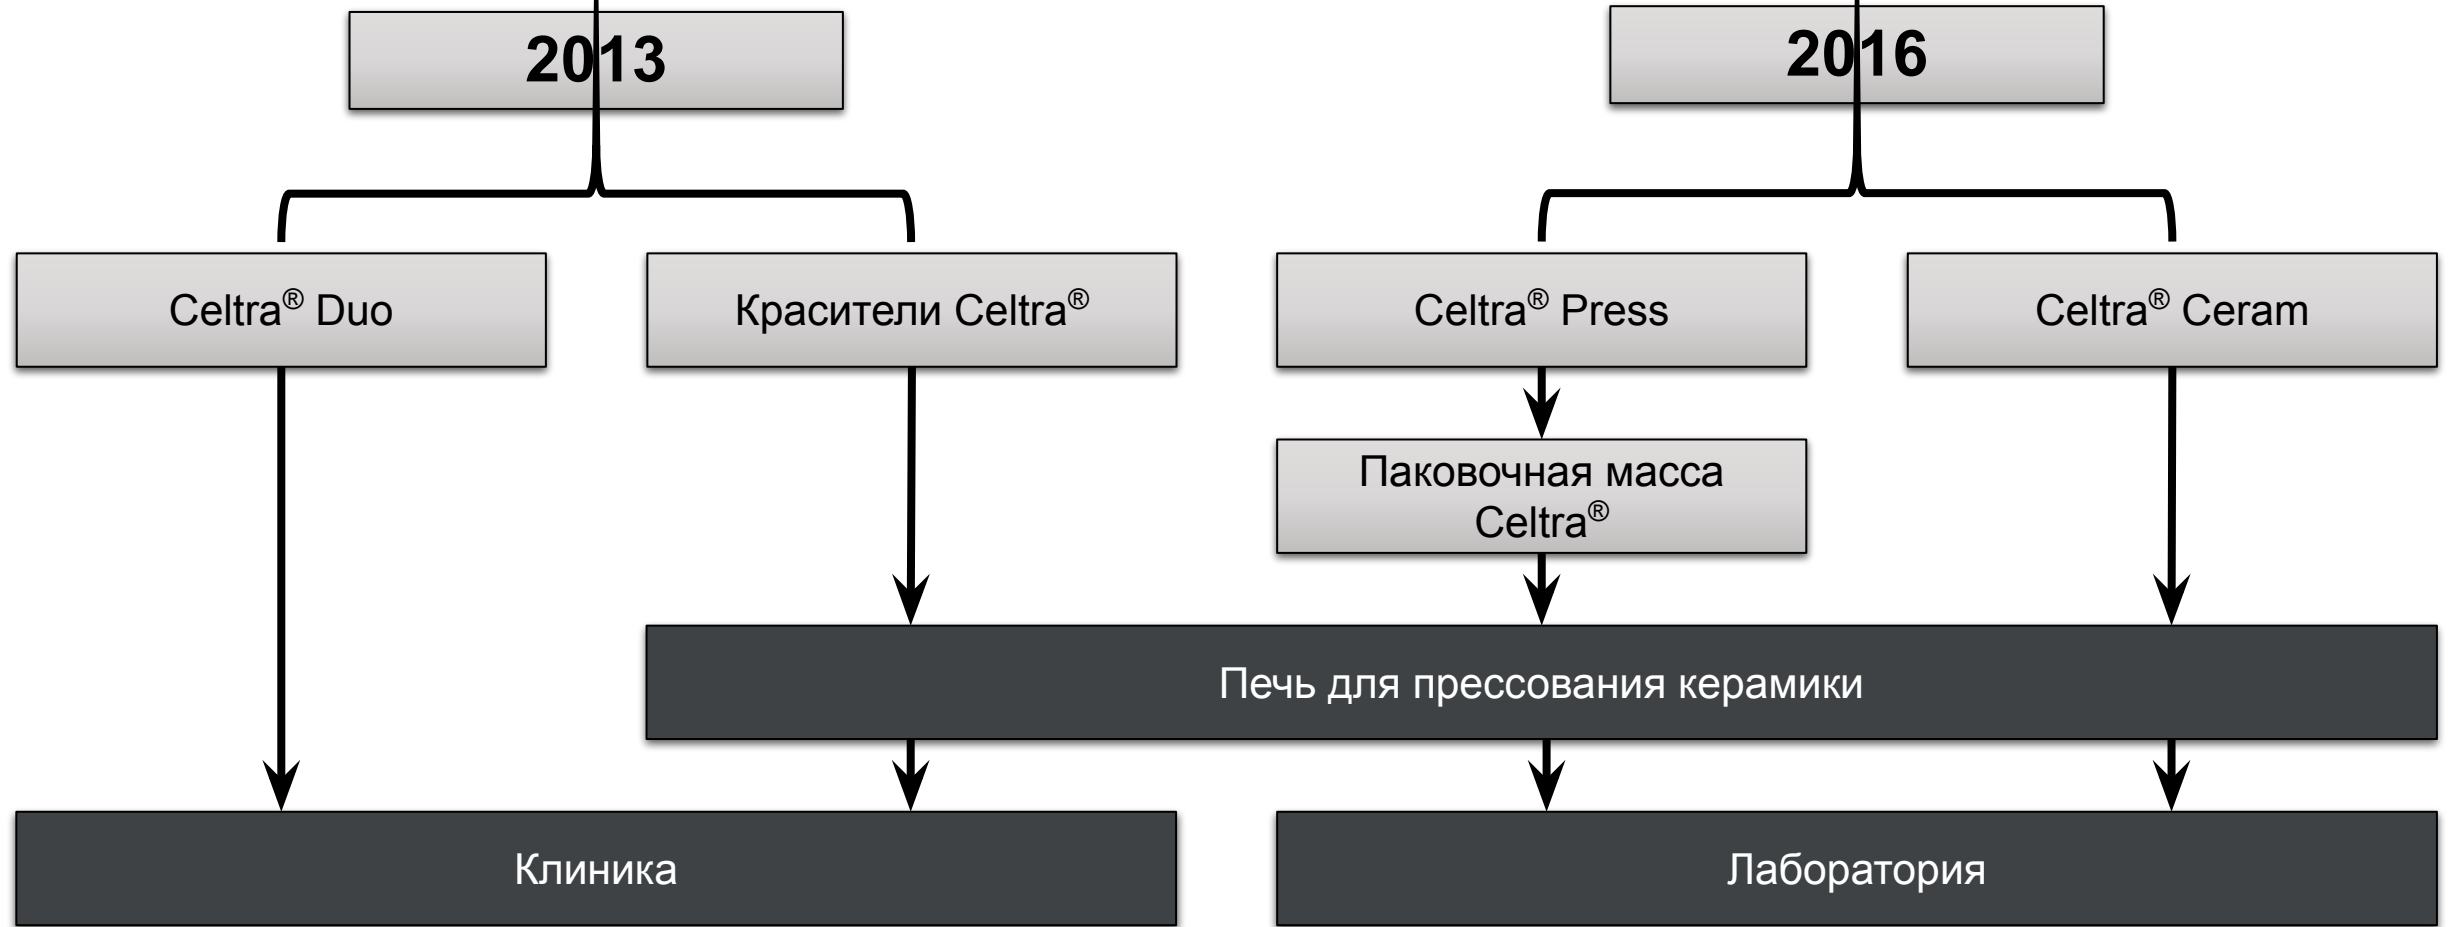 2013
2016
Celtra® Duo
Красители Celtra®
Celtra® Press
Celtra® Ceram
Паковочная масса
Celtra®
Печь для прессования керамики
Клиника
Лаборатория